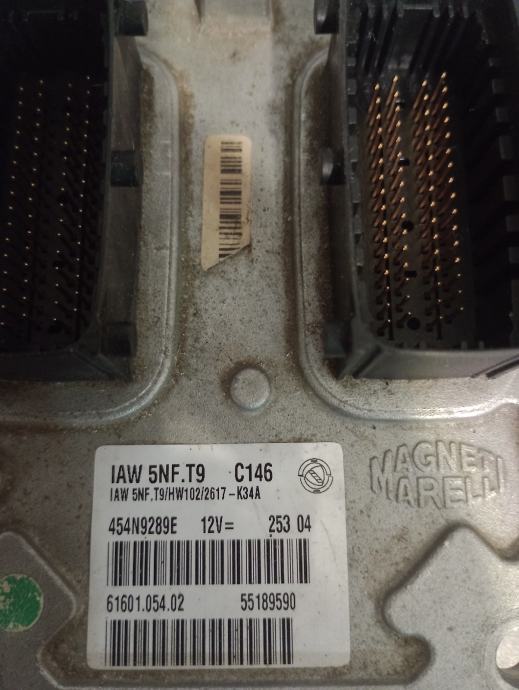 IAW 5NF.T9 C146
IAW 5NF.T9/HW102/2617-K34A
454N9289E 12V= 253 04
61601.054.02 55189590
MAGNETI
MARELLI